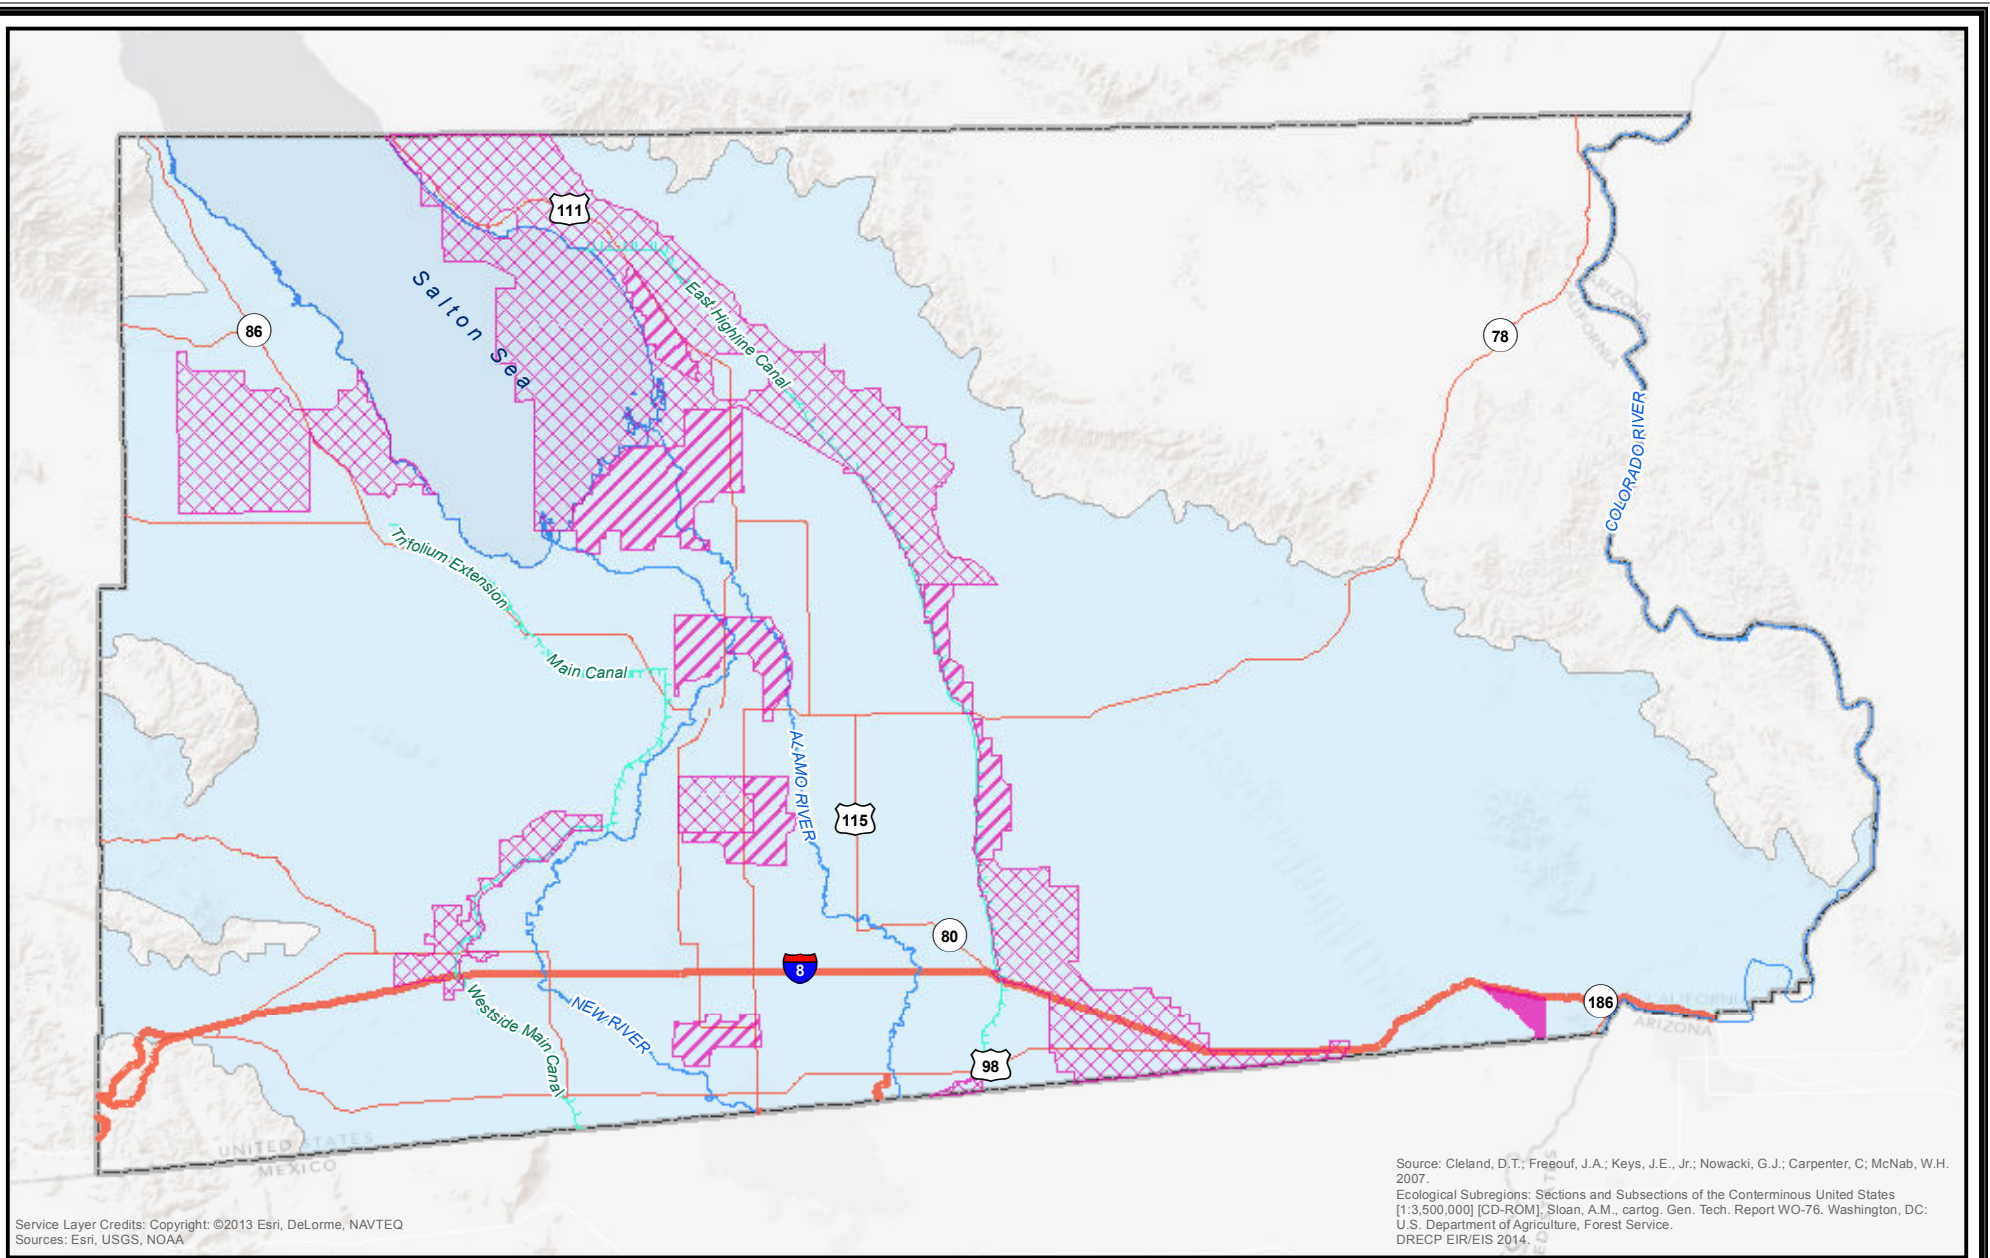 111
Salton Sea
East Highline Canal
86
78
ARIZONA
CALIFORNIA
COLORADO RIVER
Trifolium Extension
Main Canal
ALAMO RIVER
115
80
8
NEW RIVER
Westside Main Canal
186
CALIFORNIA
ARIZONA
98
UNITED STATES
MEXICO
Source: Cleland, D.T.; Freeouf, J.A.; Keys, J.E., Jr.; Nowacki, G.J.; Carpenter, C; McNab, W.H.
2007.
Ecological Subregions: Sections and Subsections of the Conterminous United States
[1:3,500,000] [CD-ROM], Sloan, A.M., cartog. Gen. Tech. Report WO-76. Washington, DC:
U.S. Department of Agriculture, Forest Service.
DRECP EIR/EIS 2014.
Service Layer Credits: Copyright: ©2013 Esri, DeLorme, NAVTEQ
Sources: Esri, USGS, NOAA